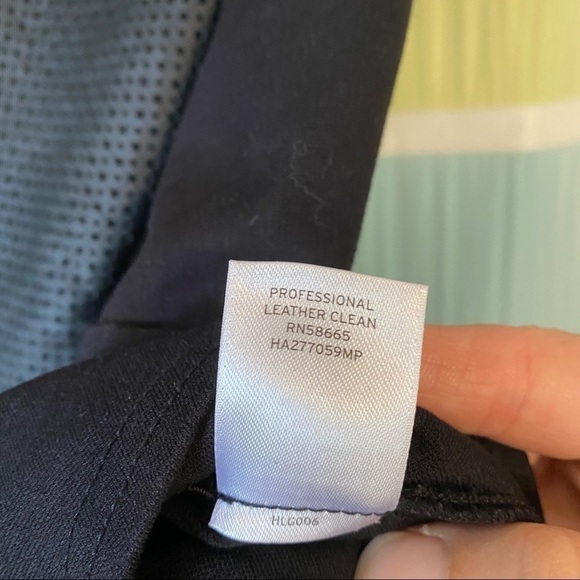 PROFESSIONAL
LEATHER CLEAN
RN58665
HA277059MP
HLG006